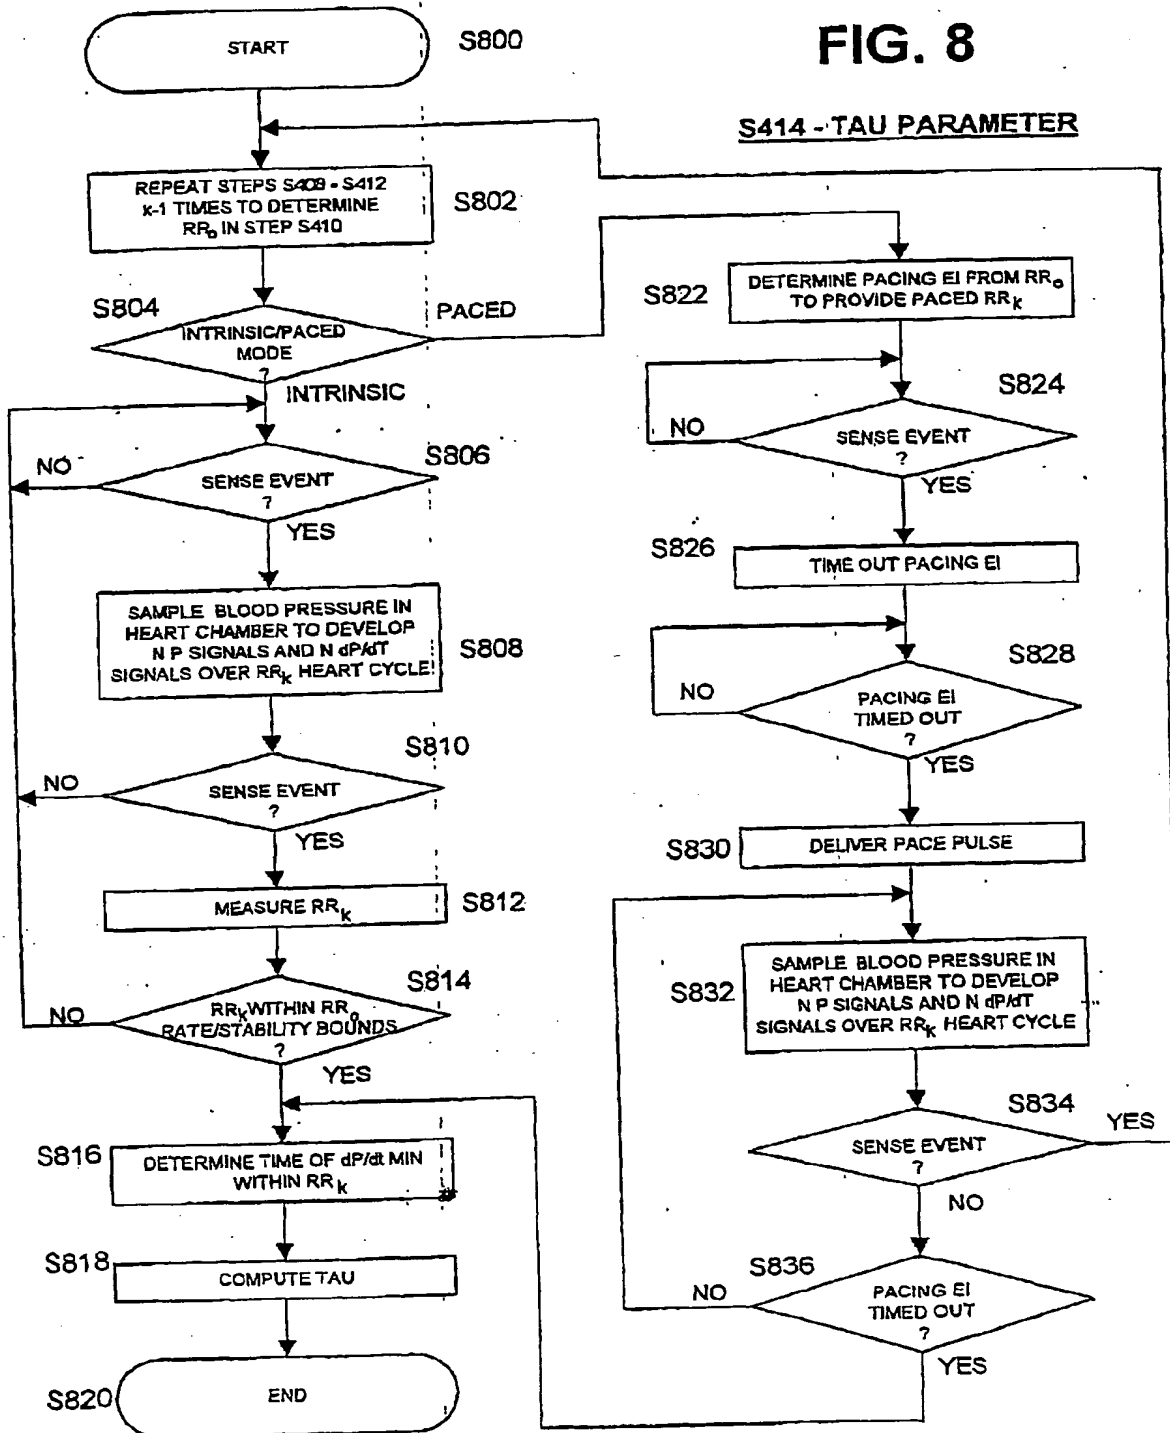 FIG. 8
S414 - TAU PARAMETER
START
S800
REPEAT STEPS S408 - S412
K-1 TIMES TO DETERMINE
RRo IN STEP S410
S802
S804
INTRINSIC/PACED
MODE
?
PACED
INTRINSIC
NO
SENSE EVENT
?
S806
YES
SAMPLE BLOOD PRESSURE IN
HEART CHAMBER TO DEVELOP
N P SIGNALS AND N dP/dT
SIGNALS OVER RRk HEART CYCLE
S808
S810
NO
SENSE EVENT
?
YES
MEASURE RRk
S812
S814
NO
RRk WITHIN RRo
RATE/STABILITY BOUNDS
?
YES
S816
DETERMINE TIME OF dP/dt MIN
WITHIN RRk
S818
COMPUTE TAU
S820
END
S822
DETERMINE PACING EI FROM RRo
TO PROVIDE PACED RRk
S824
NO
SENSE EVENT
?
YES
S826
TIME OUT PACING EI
S828
NO
PACING EI
TIMED OUT
?
YES
S830
DELIVER PACE PULSE
S832
SAMPLE BLOOD PRESSURE IN
HEART CHAMBER TO DEVELOP
N P SIGNALS AND N dP/dT
SIGNALS OVER RRk HEART CYCLE
S834
YES
SENSE EVENT
?
NO
S836
NO
PACING EI
TIMED OUT
?
YES